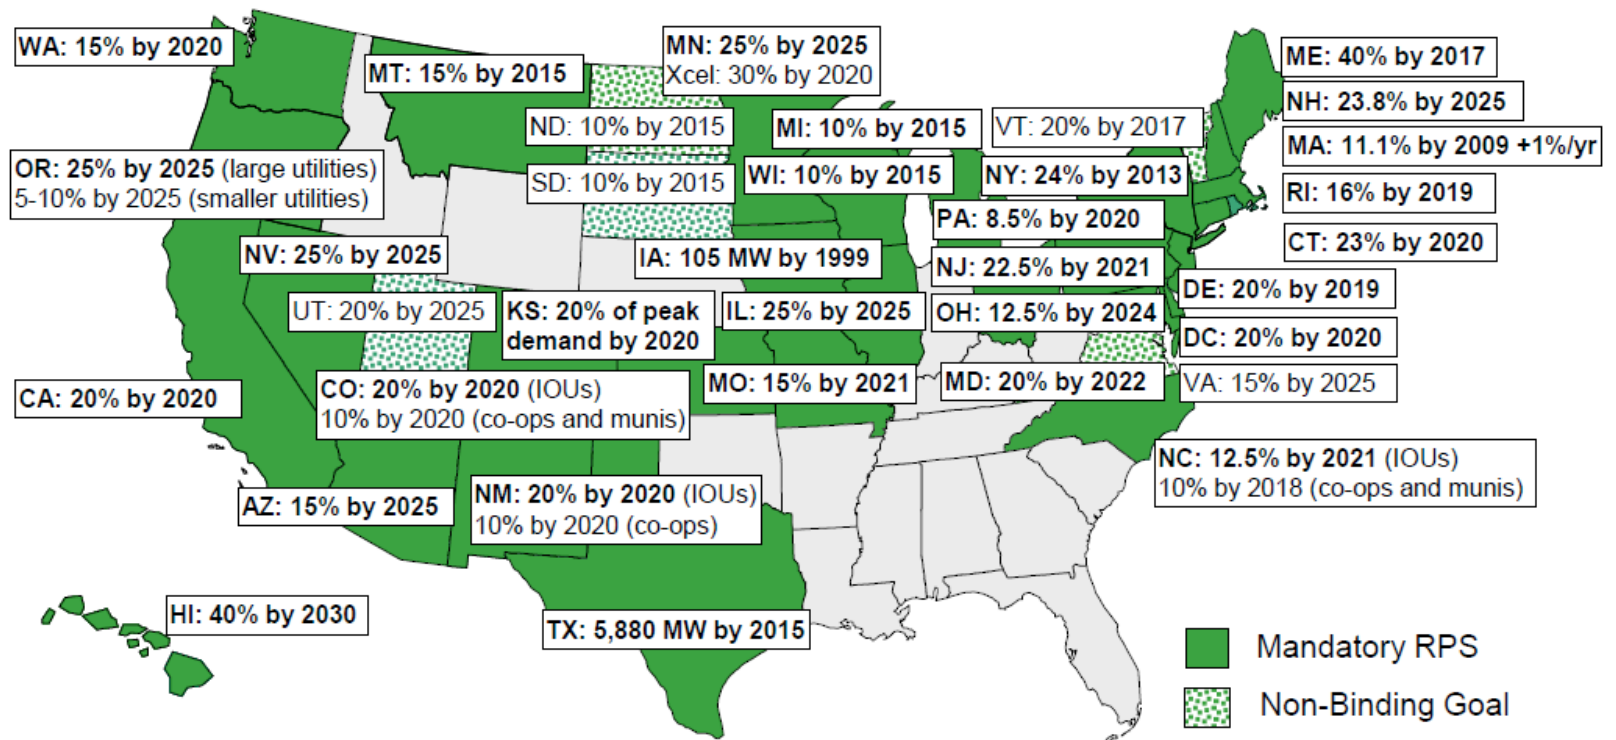 WA: 15% by 2020
MT: 15% by 2015
MN: 25% by 2025
Xcel: 30% by 2020
ME: 40% by 2017
NH: 23.8% by 2025
ND: 10% by 2015
MI: 10% by 2015
VT: 20% by 2017
MA: 11.1% by 2009 +1%/yr
OR: 25% by 2025 (large utilities)
5-10% by 2025 (smaller utilities)
SD: 10% by 2015
WI: 10% by 2015
NY: 24% by 2013
RI: 16% by 2019
PA: 8.5% by 2020
CT: 23% by 2020
NV: 25% by 2025
IA: 105 MW by 1999
NJ: 22.5% by 2021
DE: 20% by 2019
UT: 20% by 2025
KS: 20% of peak
demand by 2020
IL: 25% by 2025
OH: 12.5% by 2024
DC: 20% by 2020
CA: 20% by 2020
CO: 20% by 2020 (IOUs)
10% by 2020 (co-ops and munis)
MO: 15% by 2021
MD: 20% by 2022
VA: 15% by 2025
NC: 12.5% by 2021 (IOUs)
10% by 2018 (co-ops and munis)
AZ: 15% by 2025
NM: 20% by 2020 (IOUs)
10% by 2020 (co-ops)
HI: 40% by 2030
TX: 5,880 MW by 2015
Mandatory RPS
Non-Binding Goal